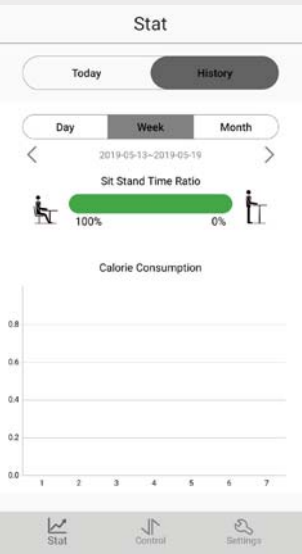 Stat
Today History
Day Week Month
2019-05-13~2019-05-19
Sit Stand Time Ratio
100% 0%
Calorie Consumption
0.8
0.6
0.4
0.2
0.0
1 2 3 4 5 6 7
Stat Control Settings